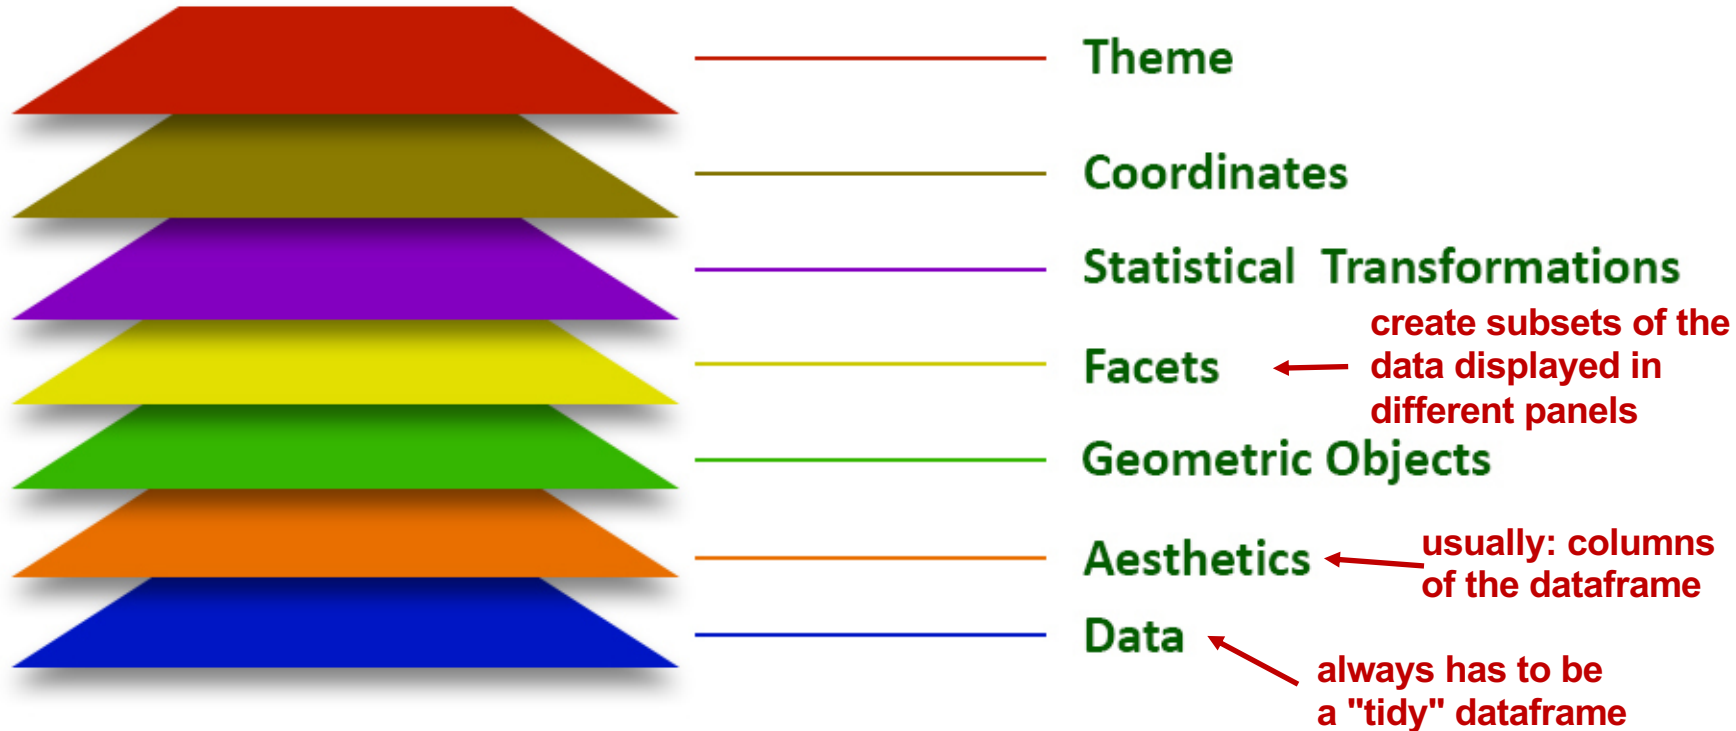 Theme
Coordinates
Statistical Transformations
create subsets of the
Facets
data displayed in
different panels
Geometric Objects
Aesthetics
usually: columns
of the dataframe
Data
always has to be
a "tidy" dataframe